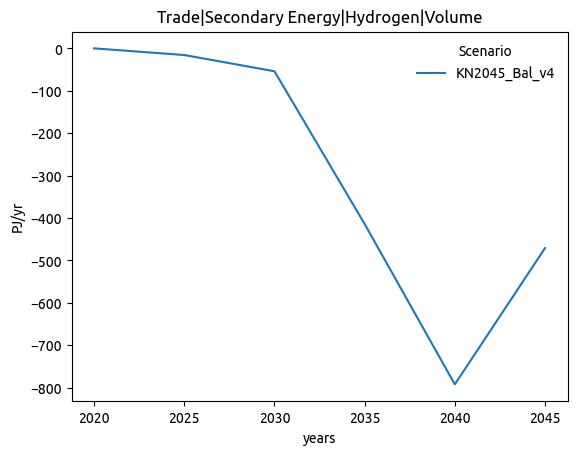 Trade|Secondary Energy|Hydrogen|Volume
Scenario
KN2045_Bal_v4
0
−100
−200
−300
−400
−500
−600
−700
−800
PJ/yr
2020 2025 2030 2035 2040 2045
years